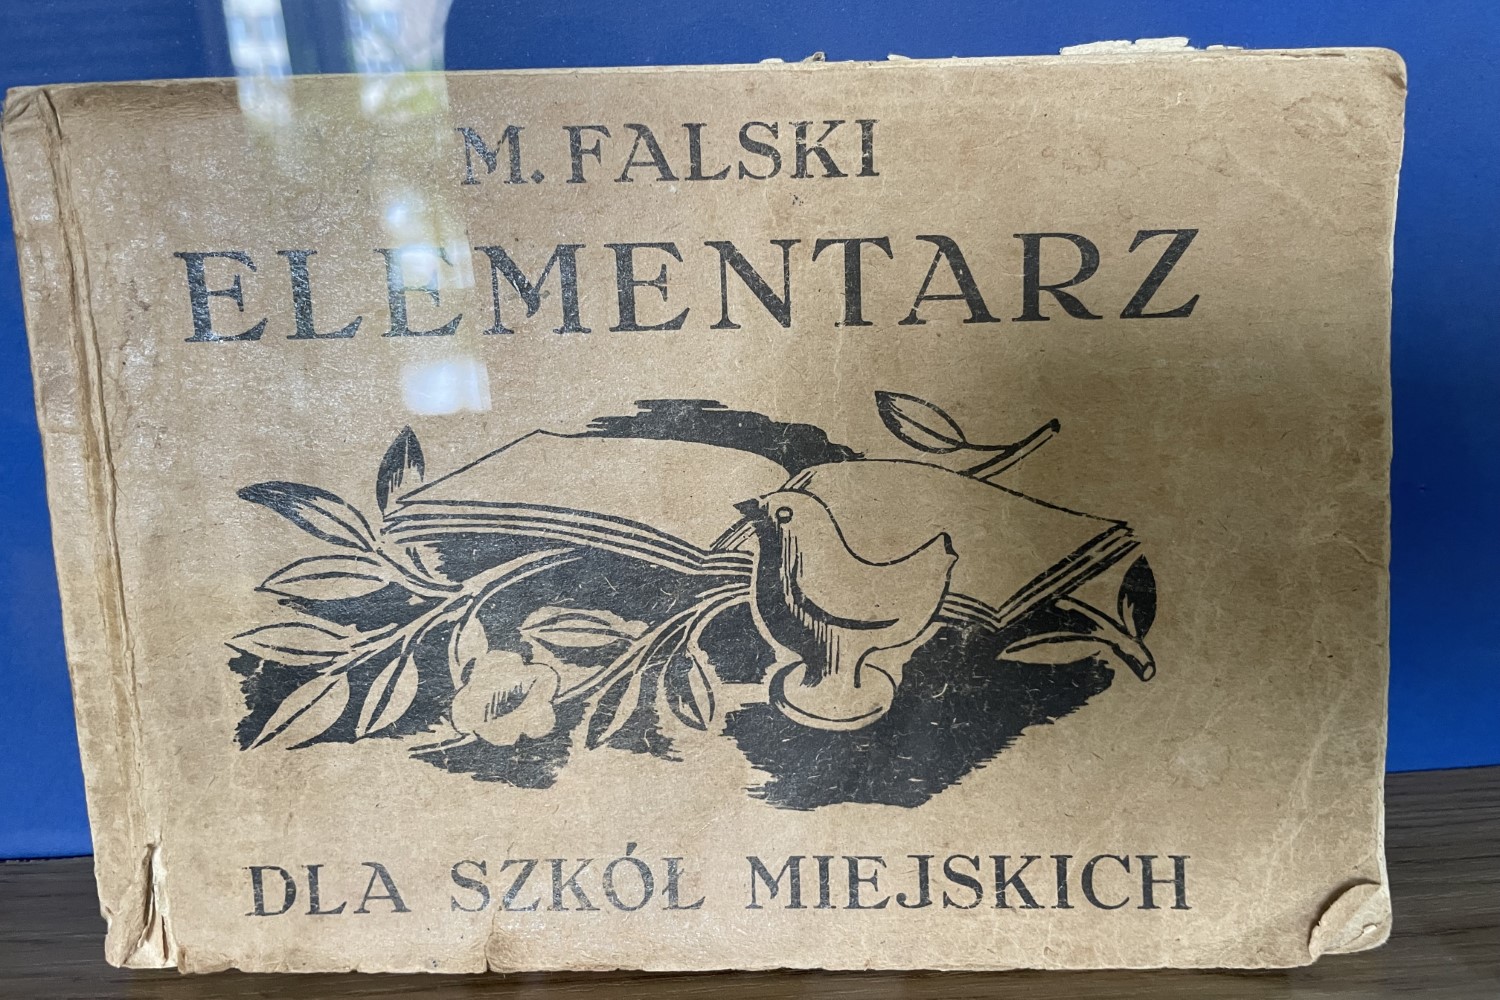 M. FALSKI
ELEMENTARZ
DLA SZKÓŁ MIEJSKICH